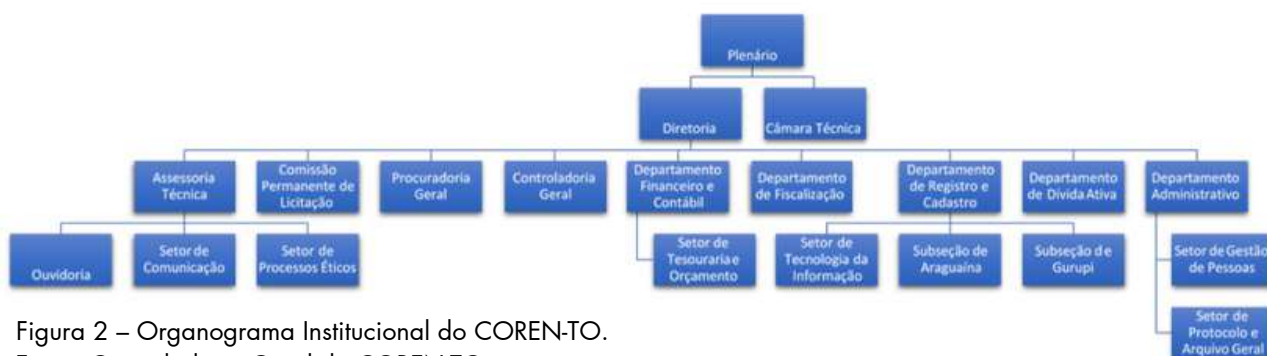 Plenário
Diretoria
Câmara Técnica
Assessoria
Técnica
Comissão
Permanente de
Licitação
Procuradoria
Geral
Controladoria
Geral
Departamento
Financeiro e
Contábil
Departamento
de Fiscalização
Departamento
de Registro e
Cadastro
Departamento
de Dívida Ativa
Departamento
Administrativo
Ouvidoria
Setor de
Comunicação
Setor de
Processos Éticos
Setor de
Tesouraria e
Orçamento
Setor de
Tecnologia da
Informação
Subseção de
Araguaína
Subseção de
Gurupi
Setor de Gestão
de Pessoas
Setor de
Protocolo e
Arquivo Geral
Figura 2 – Organograma Institucional do COREN-TO.